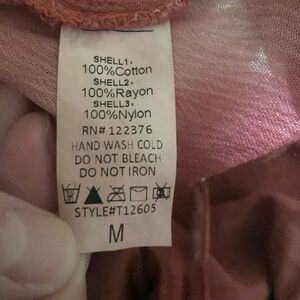 SHELL1:
100%Cotton
SHELL2:
100%Rayon
SHELL3:
100%Nylon
RN# 122376
HAND WASH COLD
DO NOT BLEACH
DO NOT IRON
STYLE#T12605
M